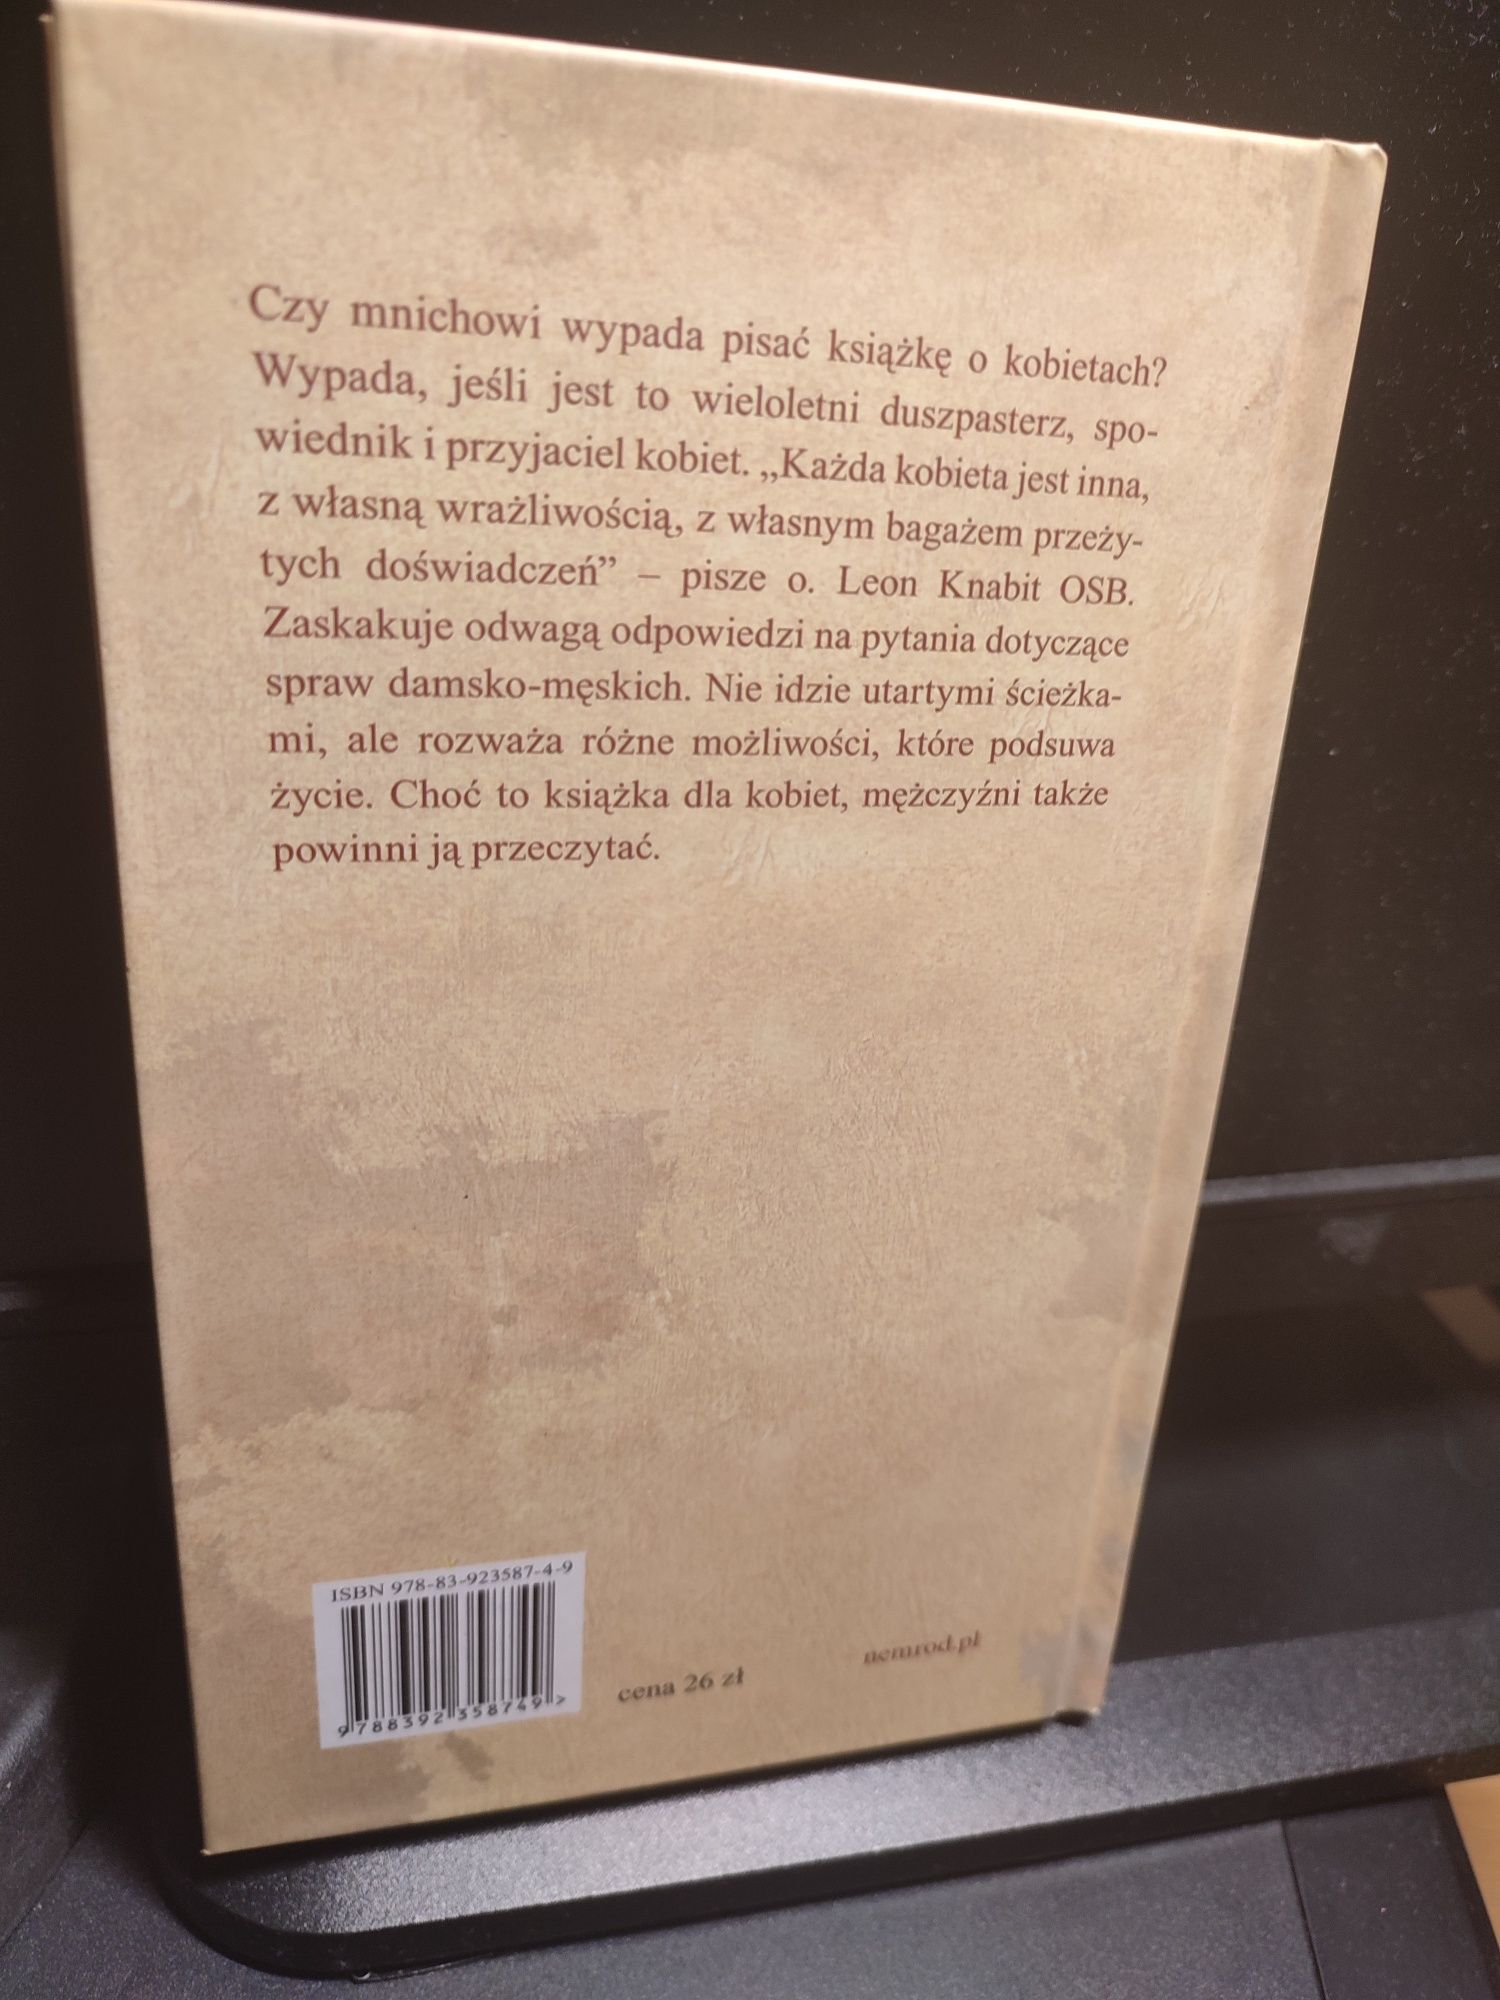 Czy mnichowi wypada pisać książkę o kobietach?
Wypada, jeśli jest to wieloletni duszpasterz, spo-
wiednik i przyjaciel kobiet. „Każda kobieta jest inna,
z własną wrażliwością, z własnym bagażem przeży-
tych doświadczeń” – pisze o. Leon Knabit OSB.
Zaskakuje odwagą odpowiedzi na pytania dotyczące
spraw damsko-męskich. Nie idzie utartymi ścieżka-
mi, ale rozważa różne możliwości, które podsuwa
życie. Choć to książka dla kobiet, mężczyźni także
powinni ją przeczytać.
ISBN 978-83-923587-4-9
9 788392 358749 >
cena 26 zł
nemrod.pl